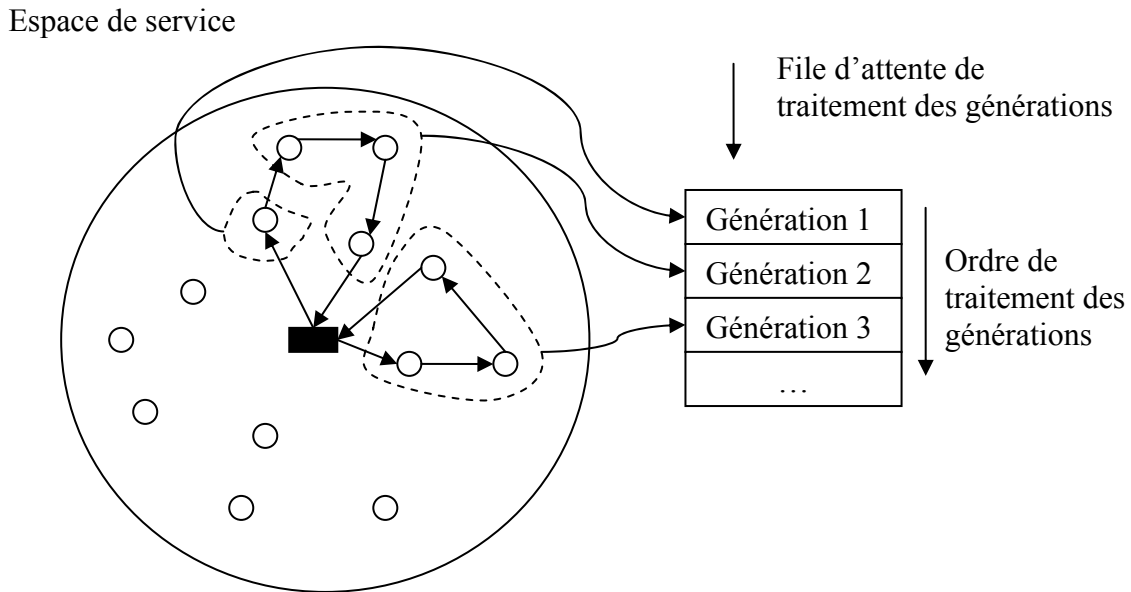 Espace de service
File d’attente de
traitement des générations
Génération 1
Génération 2
Génération 3
…
Ordre de
traitement des
générations